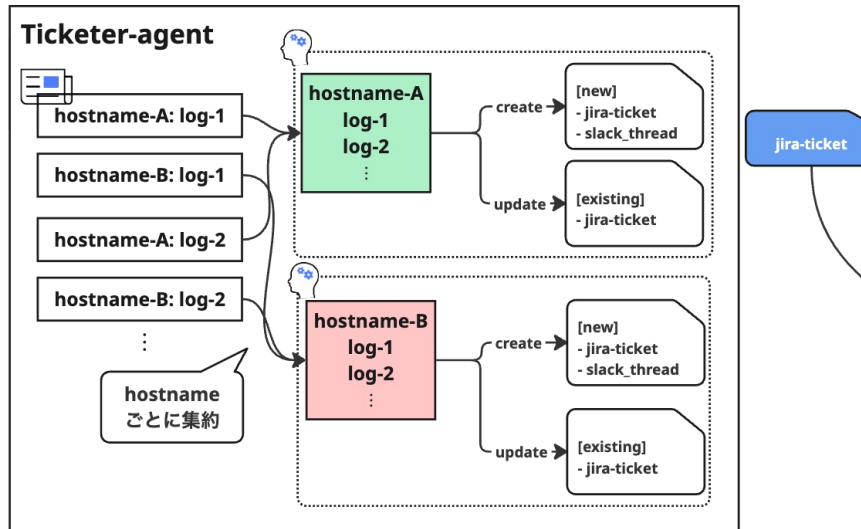 Ticketer-agent
hostname-A: log-1
hostname-B: log-1
hostname-A: log-2
hostname-B: log-2
⋮
hostname
ごとに集約
hostname-A
log-1
log-2
⋮
create
[new]
- jira-ticket
- slack_thread
update
[existing]
- jira-ticket
hostname-B
log-1
log-2
⋮
create
[new]
- jira-ticket
- slack_thread
update
[existing]
- jira-ticket
jira-ticket